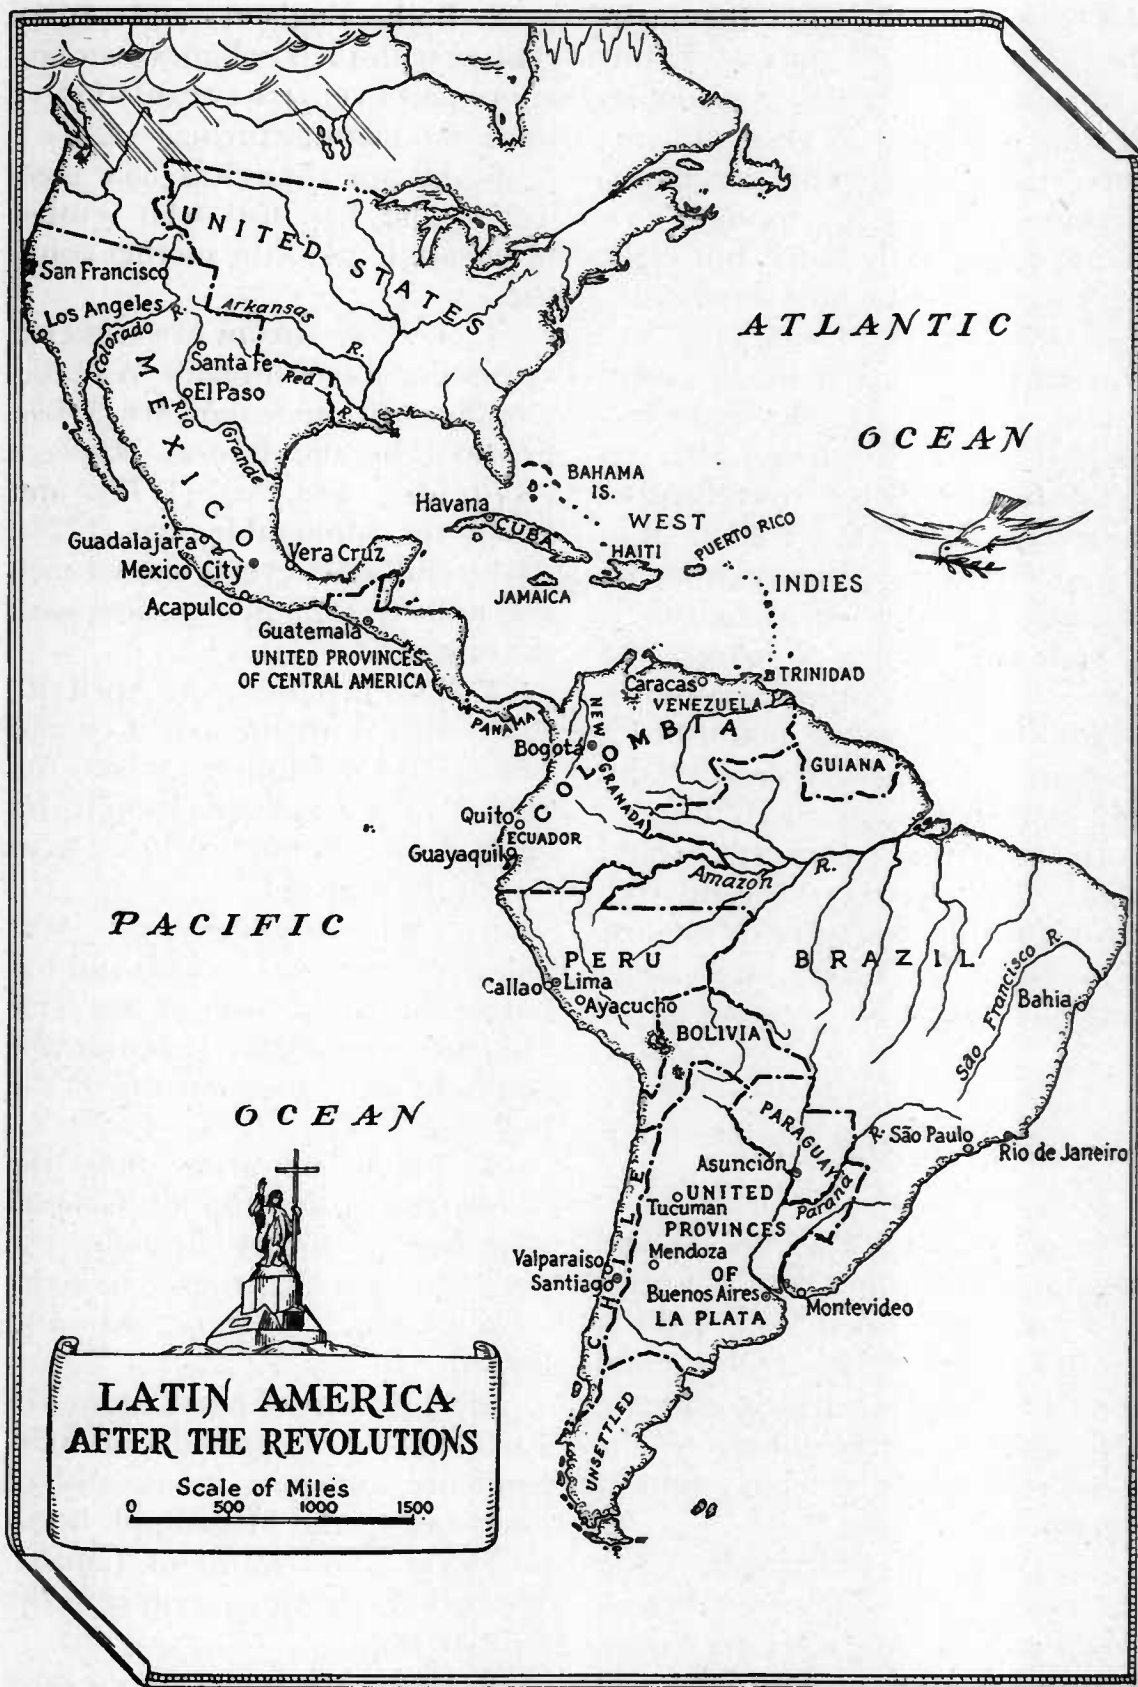 UNITED STATES
San Francisco
Los Angeles
Colorado R.
Arkansas R.
Santa Fe
Red R.
El Paso
Rio Grande
MEXICO
ATLANTIC
OCEAN
BAHAMA
IS.
Havana
CUBA
WEST
INDIES
HAITI
PUERTO RICO
JAMAICA
Guadalajara
Mexico City
Vera Cruz
Acapulco
Guatemala
UNITED PROVINCES
OF CENTRAL AMERICA
PANAMA
Caracas
VENEZUELA
TRINIDAD
NEW GRANADA
COLOMBIA
Bogotá
GUIANA
Quito
ECUADOR
Guayaquil
Amazon R.
PACIFIC
OCEAN
PERU
BRAZIL
Callao
Lima
Ayacucho
São Francisco R.
Bahia
BOLIVIA
PARAGUAY
R. Paraná
São Paulo
Rio de Janeiro
Asunción
UNITED
Tucuman
PROVINCES
Mendoza
OF
Buenos Aires
LA PLATA
Valparaiso
Santiago
CHILE
Montevideo
UNSETTLED
LATIN AMERICA
AFTER THE REVOLUTIONS
Scale of Miles
0 500 1000 1500